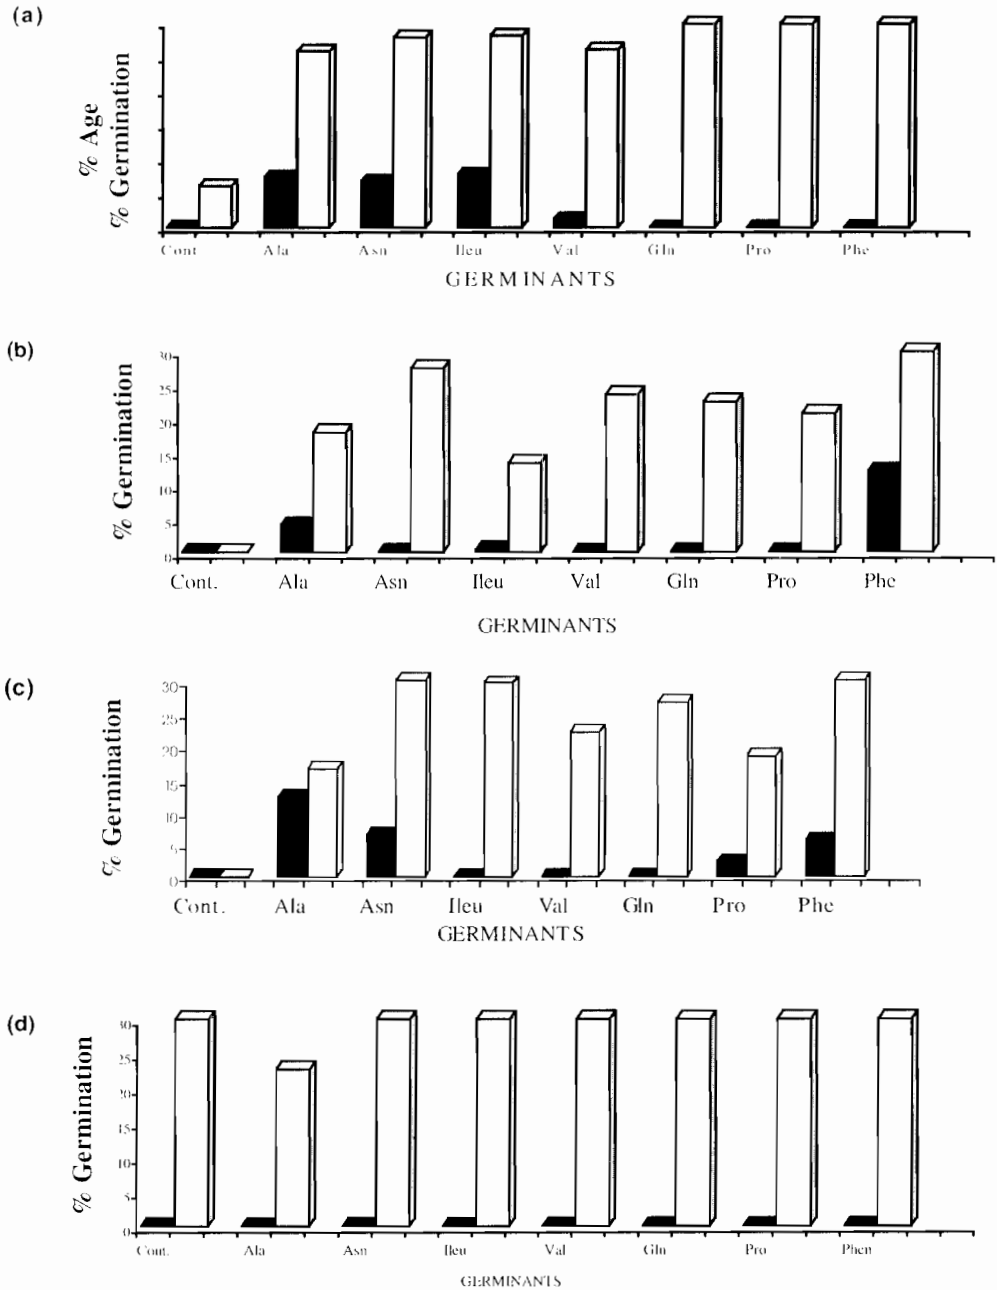 (a)
% Age
% Germination
Cont Ala Asn Ileu Val Gln Pro Phe
GERMINANTS
(b)
% Germination
30
25
20
15
10
5
0
Cont. Ala Asn Ileu Val Gln Pro Phe
GERMINANTS
(c)
% Germination
30
25
20
15
10
5
0
Cont. Ala Asn Ileu Val Gln Pro Phe
GERMINANTS
(d)
% Germination
30
25
20
15
10
5
0
Cont. Ala Asn Ileu Val Gln Pro Phen
GERMINANTS